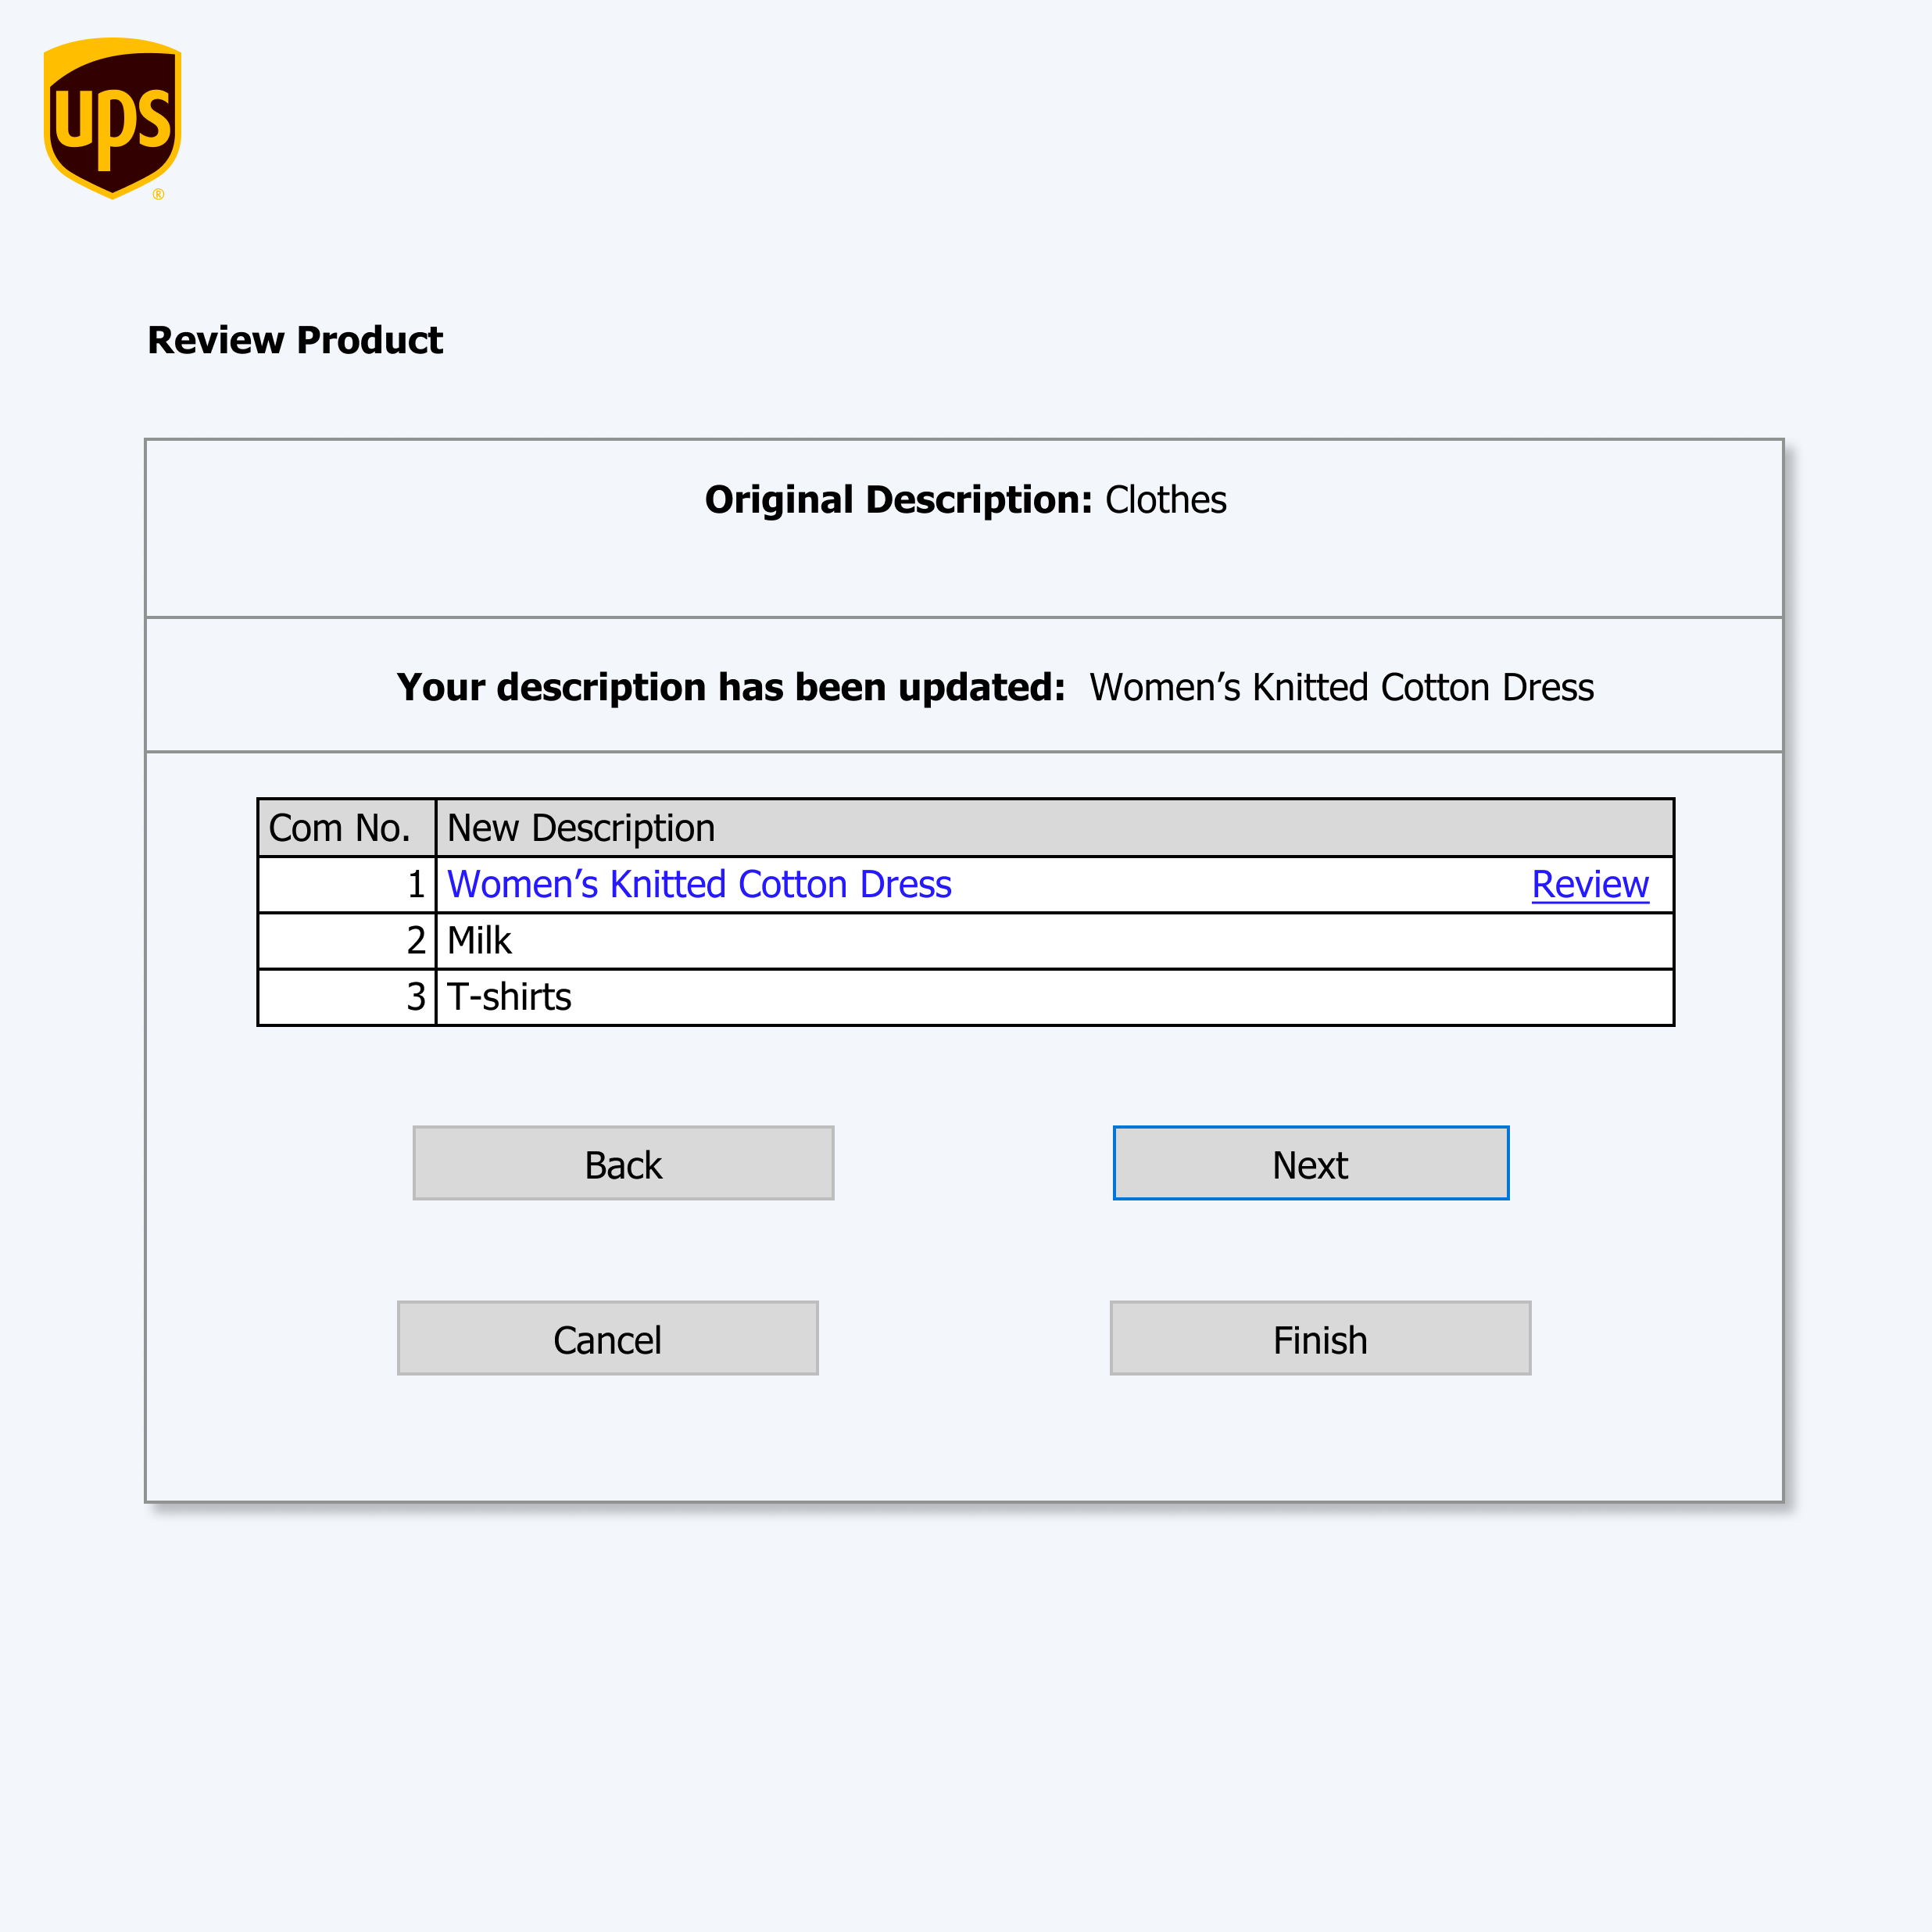 ups
®
Review Product
Original Description: Clothes
Your description has been updated: Women’s Knitted Cotton Dress
Com No. New Description
1 Women’s Knitted Cotton Dress Review
2 Milk
3 T-shirts
Back Next
Cancel Finish